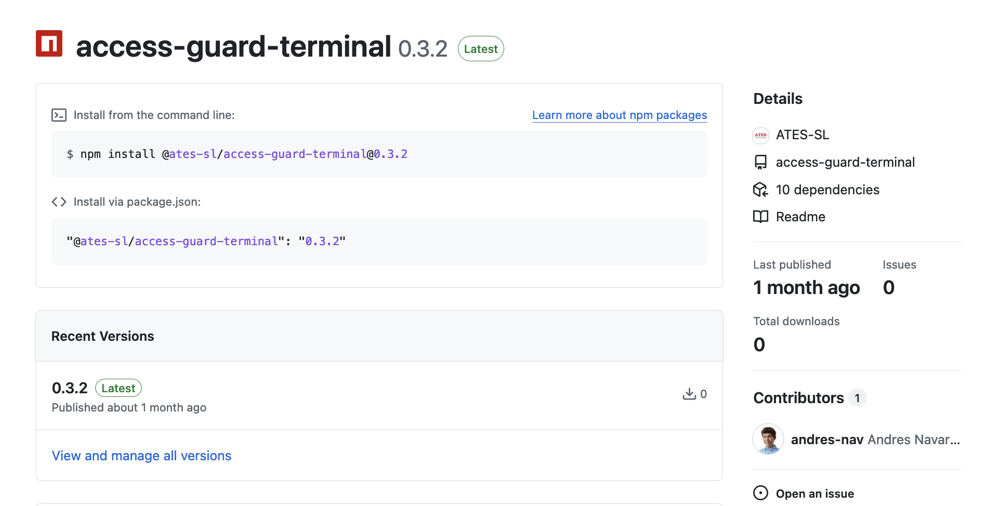 access-guard-terminal 0.3.2 Latest
Install from the command line:
Learn more about npm packages
$ npm install @ates-sl/access-guard-terminal@0.3.2
Install via package.json:
"@ates-sl/access-guard-terminal": "0.3.2"
Recent Versions
0.3.2 Latest
Published about 1 month ago
0
View and manage all versions
Details
ATES ATES-SL
access-guard-terminal
10 dependencies
Readme
Last published
1 month ago
Issues
0
Total downloads
0
Contributors 1
andres-nav Andres Navar...
Open an issue